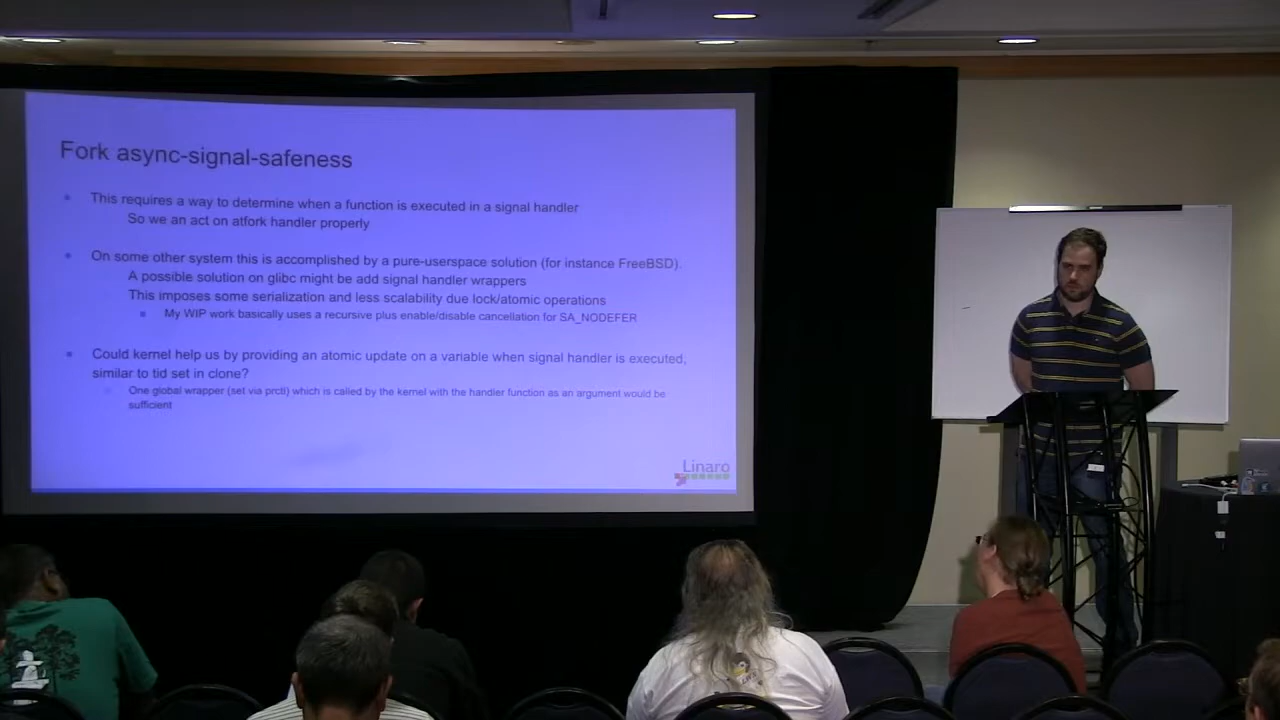 Fork async-signal-safeness
This requires a way to determine when a function is executed in a signal handler
So we an act on atfork handler properly
On some other system this is accomplished by a pure-userspace solution (for instance FreeBSD).
A possible solution on glibc might be add signal handler wrappers
This imposes some serialization and less scalability due lock/atomic operations
My WIP work basically uses a recursive plus enable/disable cancellation for SA_NODEFER
Could kernel help us by providing an atomic update on a variable when signal handler is executed,
similar to tid set in clone?
One global wrapper (set via prctl) which is called by the kernel with the handler function as an argument would be
sufficient
Linaro